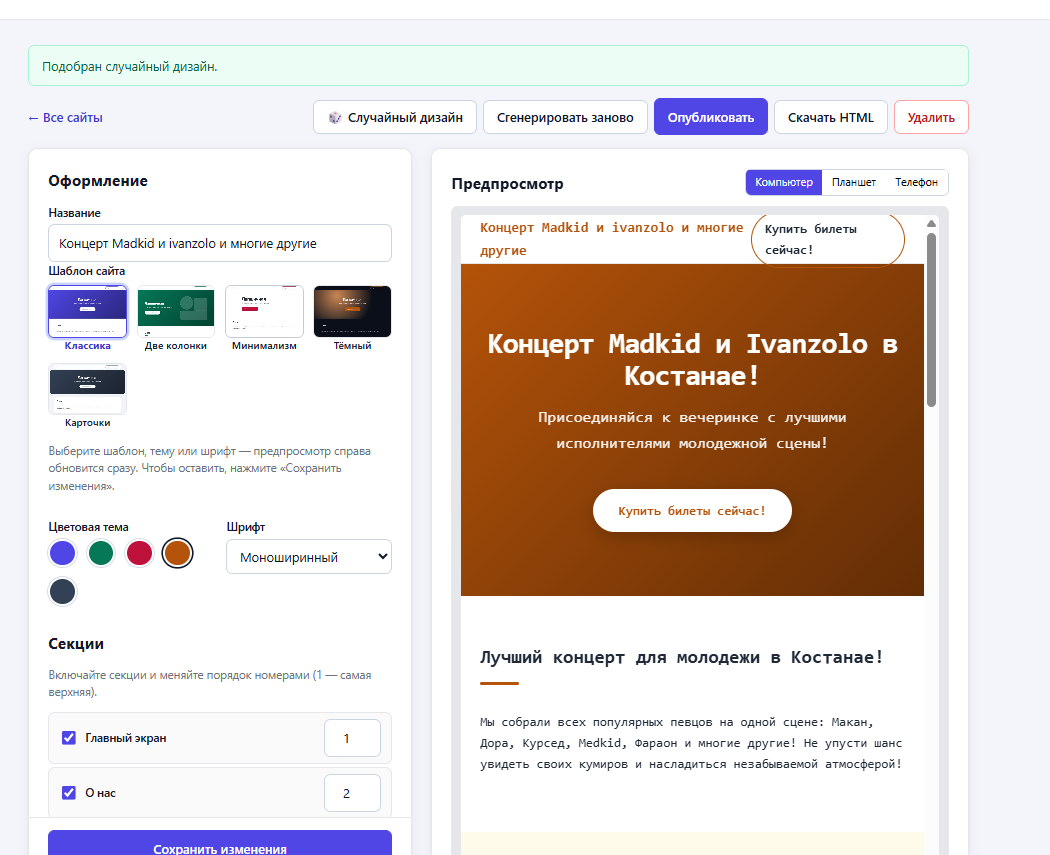 Подобран случайный дизайн.
← Все сайты
Случайный дизайн
Сгенерировать заново
Опубликовать
Скачать HTML
Удалить
Оформление
Название
Концерт Madkid и ivanzolo и многие другие
Шаблон сайта
Классика
Две колонки
Минимализм
Тёмный
Карточки
Выберите шаблон, тему или шрифт — предпросмотр справа
обновится сразу. Чтобы оставить, нажмите «Сохранить
изменения».
Цветовая тема
Шрифт
Моноширинный
Секции
Включайте секции и меняйте порядок номерами (1 — самая
верхняя).
Главный экран
1
О нас
2
Сохранить изменения
Предпросмотр
Компьютер
Планшет
Телефон
Концерт Madkid и ivanzolo и многие
другие
Купить билеты
сейчас!
Концерт Madkid и Ivanzolo в
Костанае!
Присоединяйся к вечеринке с лучшими
исполнителями молодежной сцены!
Купить билеты сейчас!
Лучший концерт для молодежи в Костанае!
Мы собрали всех популярных певцов на одной сцене: Макан,
Дора, Курсед, Medkid, Фараон и многие другие! Не упусти шанс
увидеть своих кумиров и насладиться незабываемой атмосферой!